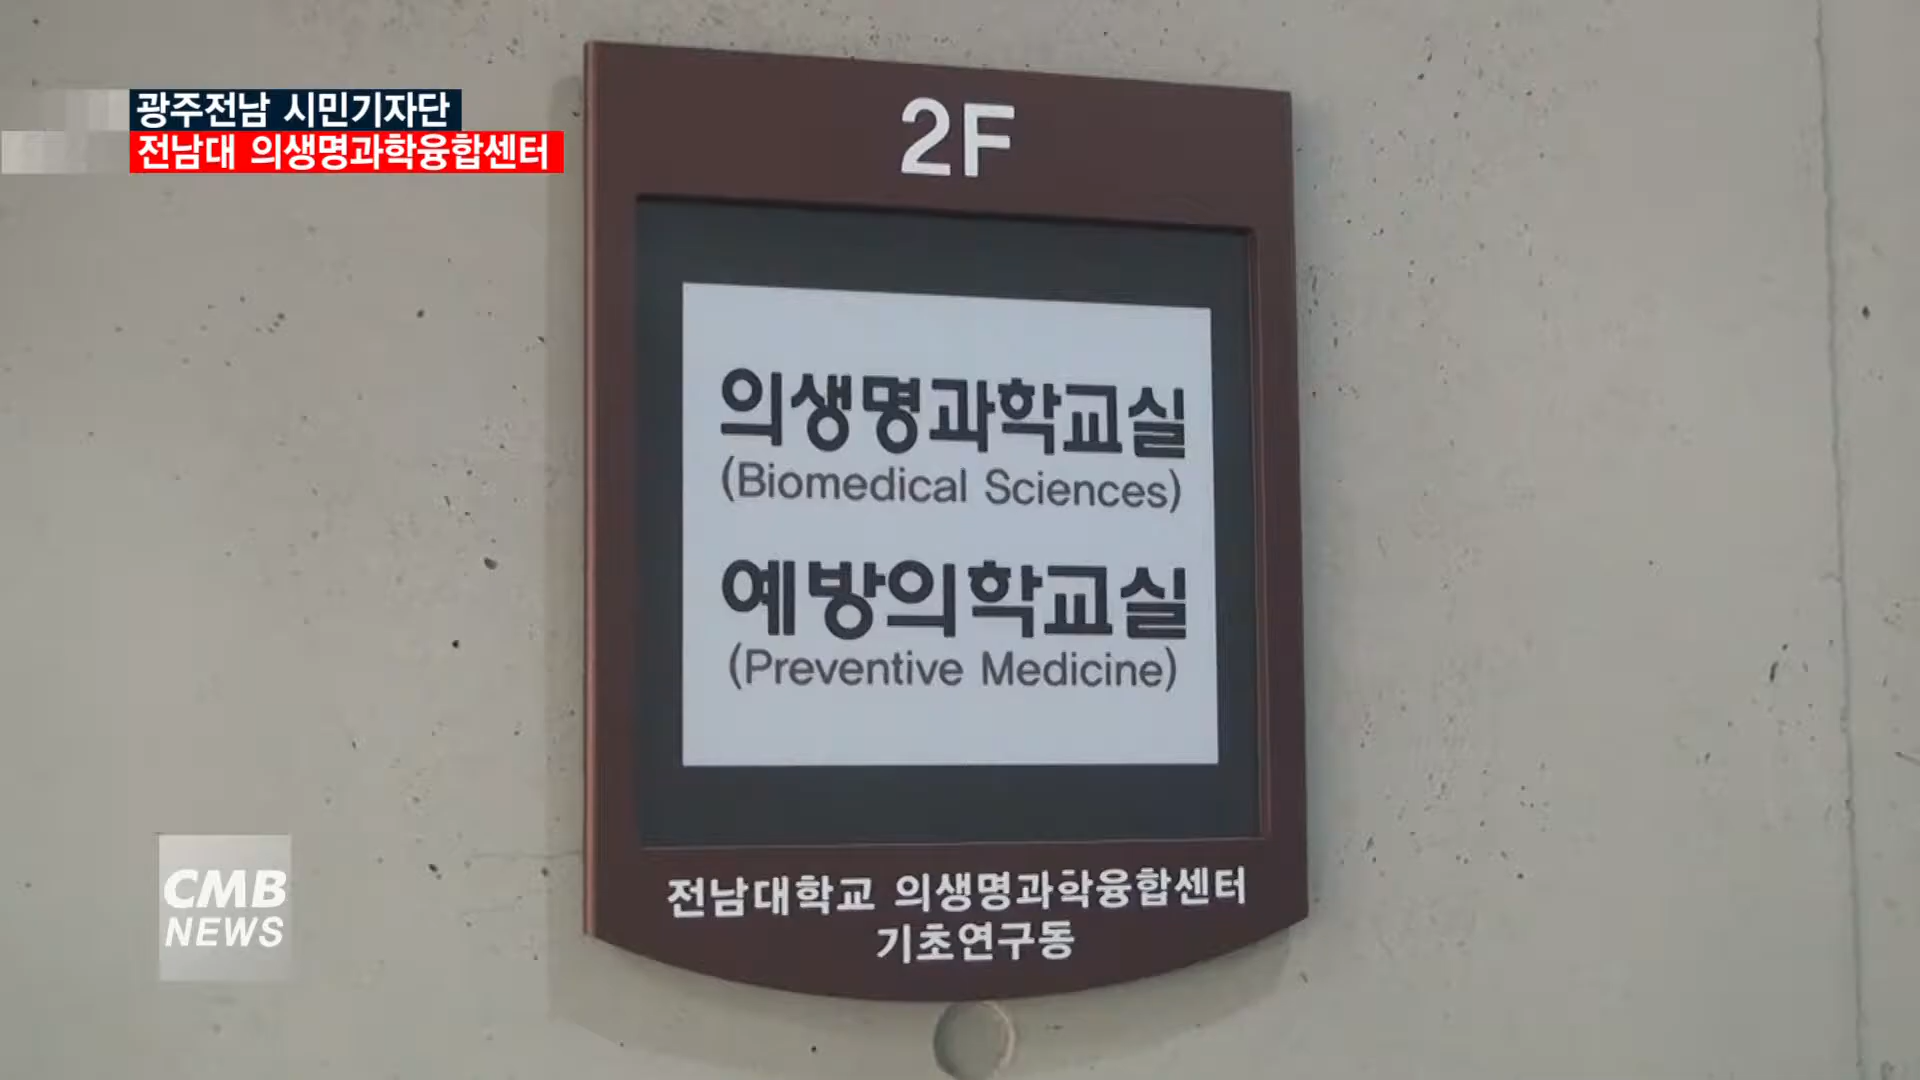 광주전남 시민기자단
전남대 의생명과학융합센터
2F
의생명과학교실
(Biomedical Sciences)
예방의학교실
(Preventive Medicine)
전남대학교 의생명과학융합센터
기초연구동
CMB
NEWS